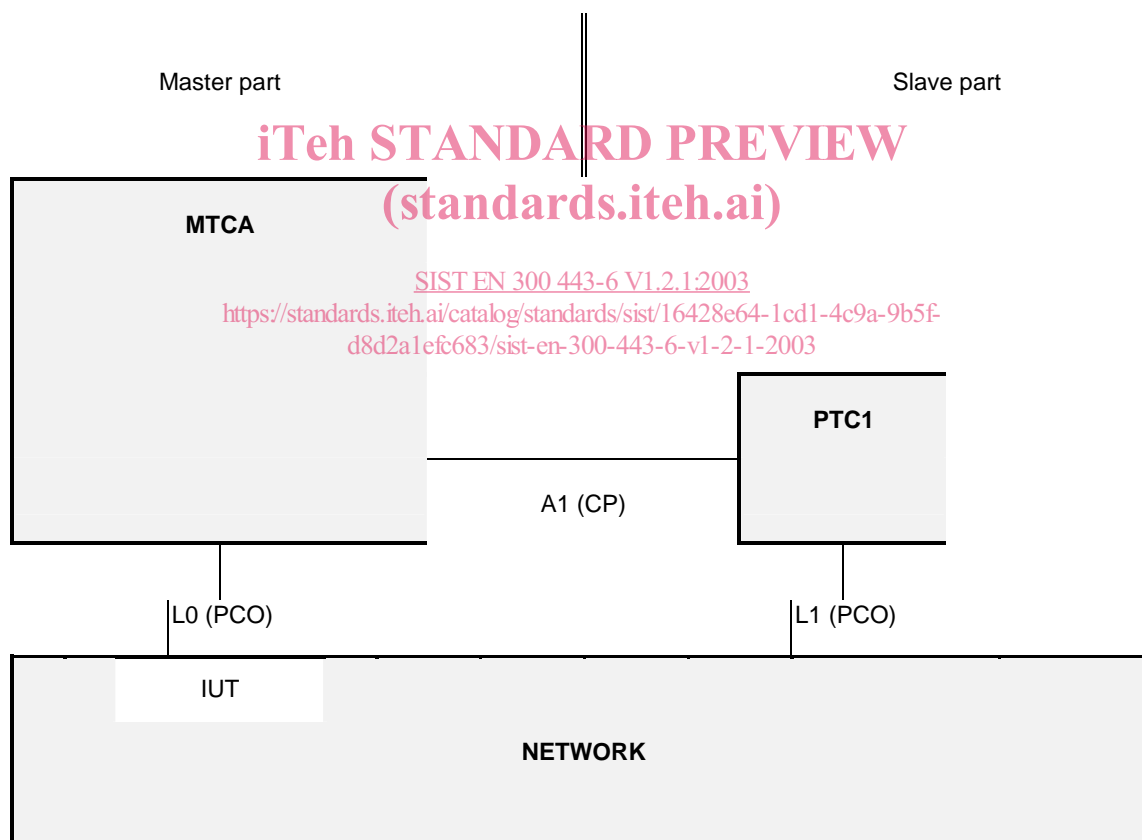 Master part
Slave part
iTeh STANDARD PREVIEW
(standards.iteh.ai)
MTCA
SIST EN 300 443-6 V1.2.1:2003
https://standards.iteh.ai/catalog/standards/sist/16428e64-1cd1-4c9a-9b5f-
d8d2a1efc683/sist-en-300-443-6-v1-2-1-2003
PTC1
A1 (CP)
L0 (PCO)
L1 (PCO)
IUT
NETWORK